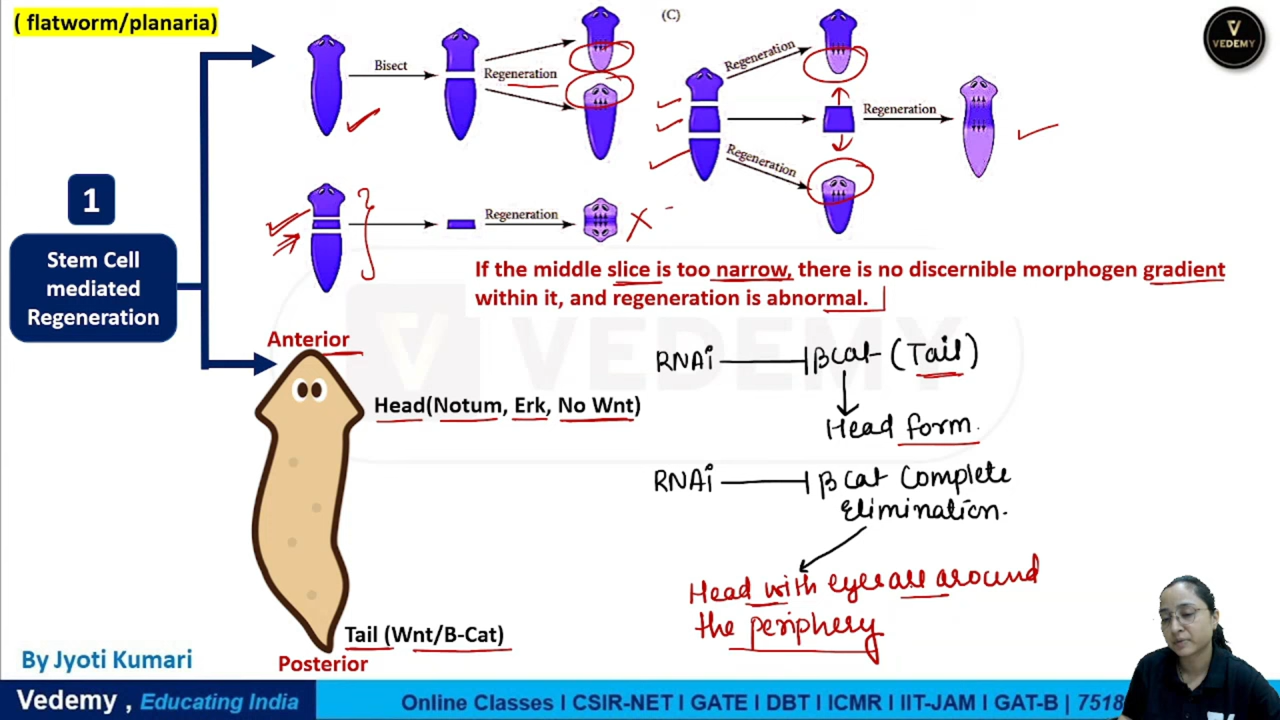 ( flatworm/planaria)
(C)
VEDEMY
Bisect
Regeneration
Regeneration
Regeneration
Regeneration
1
Stem Cell
mediated
Regeneration
Regeneration
If the middle slice is too narrow, there is no discernible morphogen gradient
within it, and regeneration is abnormal.
VEDEMY
Anterior
Head(Notum, Erk, No Wnt)
RNAi βcat (Tail)
Head form.
RNAi β cat Complete
Elimination.
Head with eyes all around
the periphery
Tail (Wnt/B-Cat)
Posterior
By Jyoti Kumari
Vedemy , Educating India
Online Classes I CSIR-NET I GATE I DBT I ICMR I IIT-JAM I GAT-B | 7518